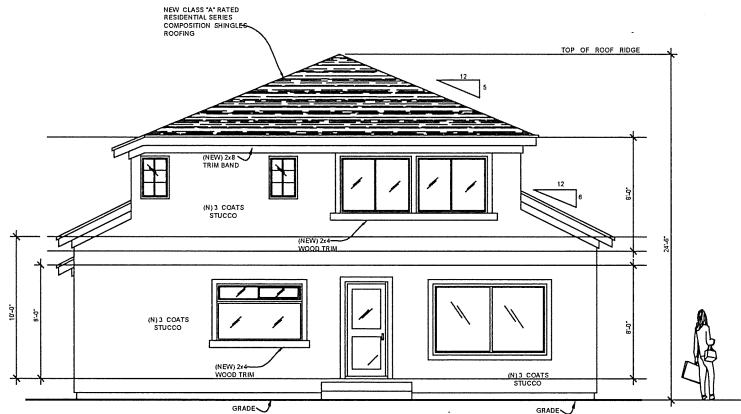 NEW CLASS "A" RATED
RESIDENTIAL SERIES
COMPOSITION SHINGLES
ROOFING
TOP OF ROOF RIDGE
12
5
(NEW) 2x8
TRIM BAND
12
6
(N) 3 COATS
STUCCO
8'-0"
24'-6"
(NEW) 2x4
WOOD TRIM
10'-0"
8'-0"
(N) 3 COATS
STUCCO
(NEW) 2x4
WOOD TRIM
(N) 3 COATS
STUCCO
GRADE
GRADE